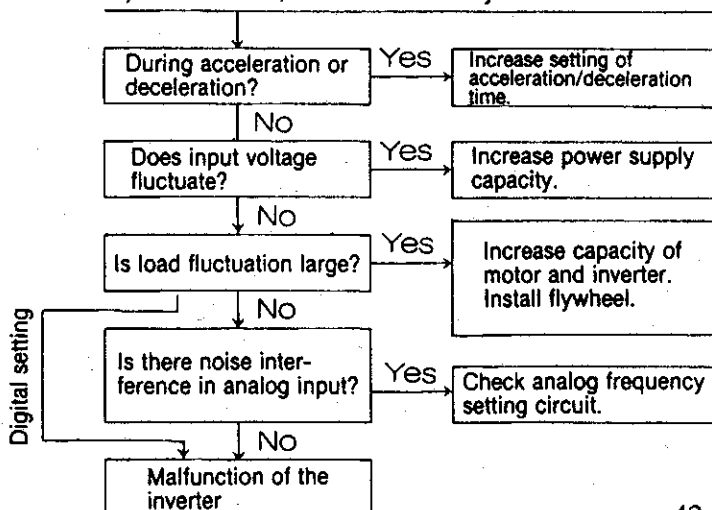 During acceleration or
deceleration?
Yes
Increase setting of
acceleration/deceleration
time.
No
Does input voltage
fluctuate?
Yes
Increase power supply
capacity.
No
Is load fluctuation large?
Yes
Increase capacity of
motor and inverter.
Install flywheel.
No
Digital setting
Is there noise inter-
ference in analog input?
Yes
Check analog frequency
setting circuit.
No
Malfunction of the
inverter